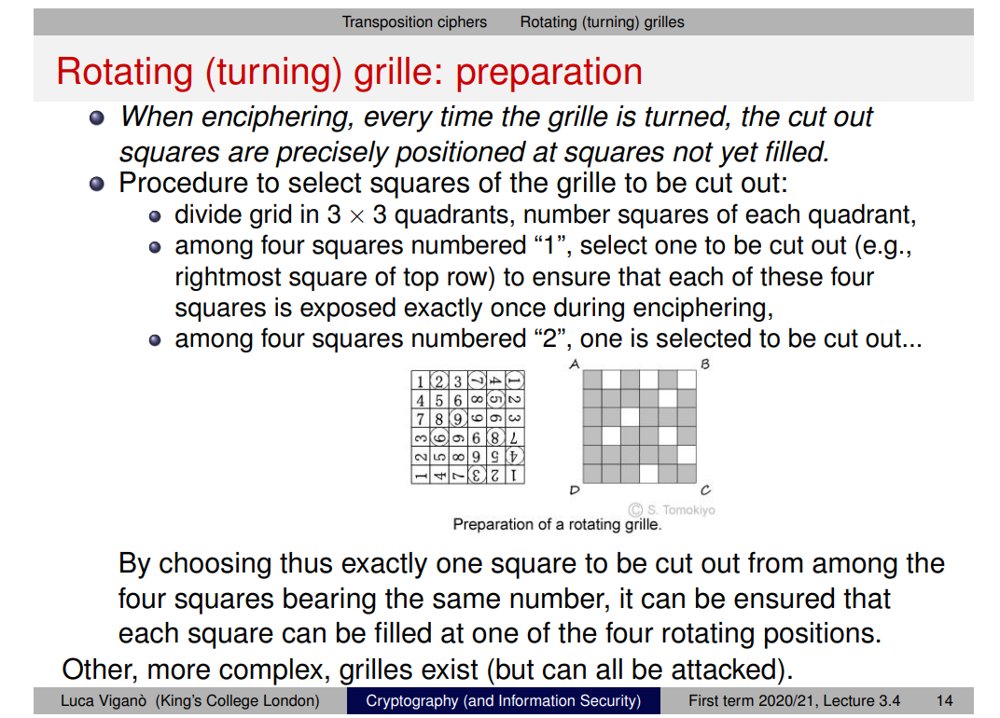 Transposition ciphers Rotating (turning) grilles
Rotating (turning) grille: preparation
When enciphering, every time the grille is turned, the cut out
squares are precisely positioned at squares not yet filled.
Procedure to select squares of the grille to be cut out:
divide grid in 3 × 3 quadrants, number squares of each quadrant,
among four squares numbered “1”, select one to be cut out (e.g.,
rightmost square of top row) to ensure that each of these four
squares is exposed exactly once during enciphering,
among four squares numbered “2”, one is selected to be cut out...
A B
1 2 3 7 4 1
4 5 6 8 5 2
7 8 9 9 6 3
3 6 9 9 8 7
2 5 8 6 5 4
1 4 7 3 2 1
D C
© S. Tomokiyo
Preparation of a rotating grille.
By choosing thus exactly one square to be cut out from among the
four squares bearing the same number, it can be ensured that
each square can be filled at one of the four rotating positions.
Other, more complex, grilles exist (but can all be attacked).
Luca Viganò (King’s College London) Cryptography (and Information Security) First term 2020/21, Lecture 3.4 14